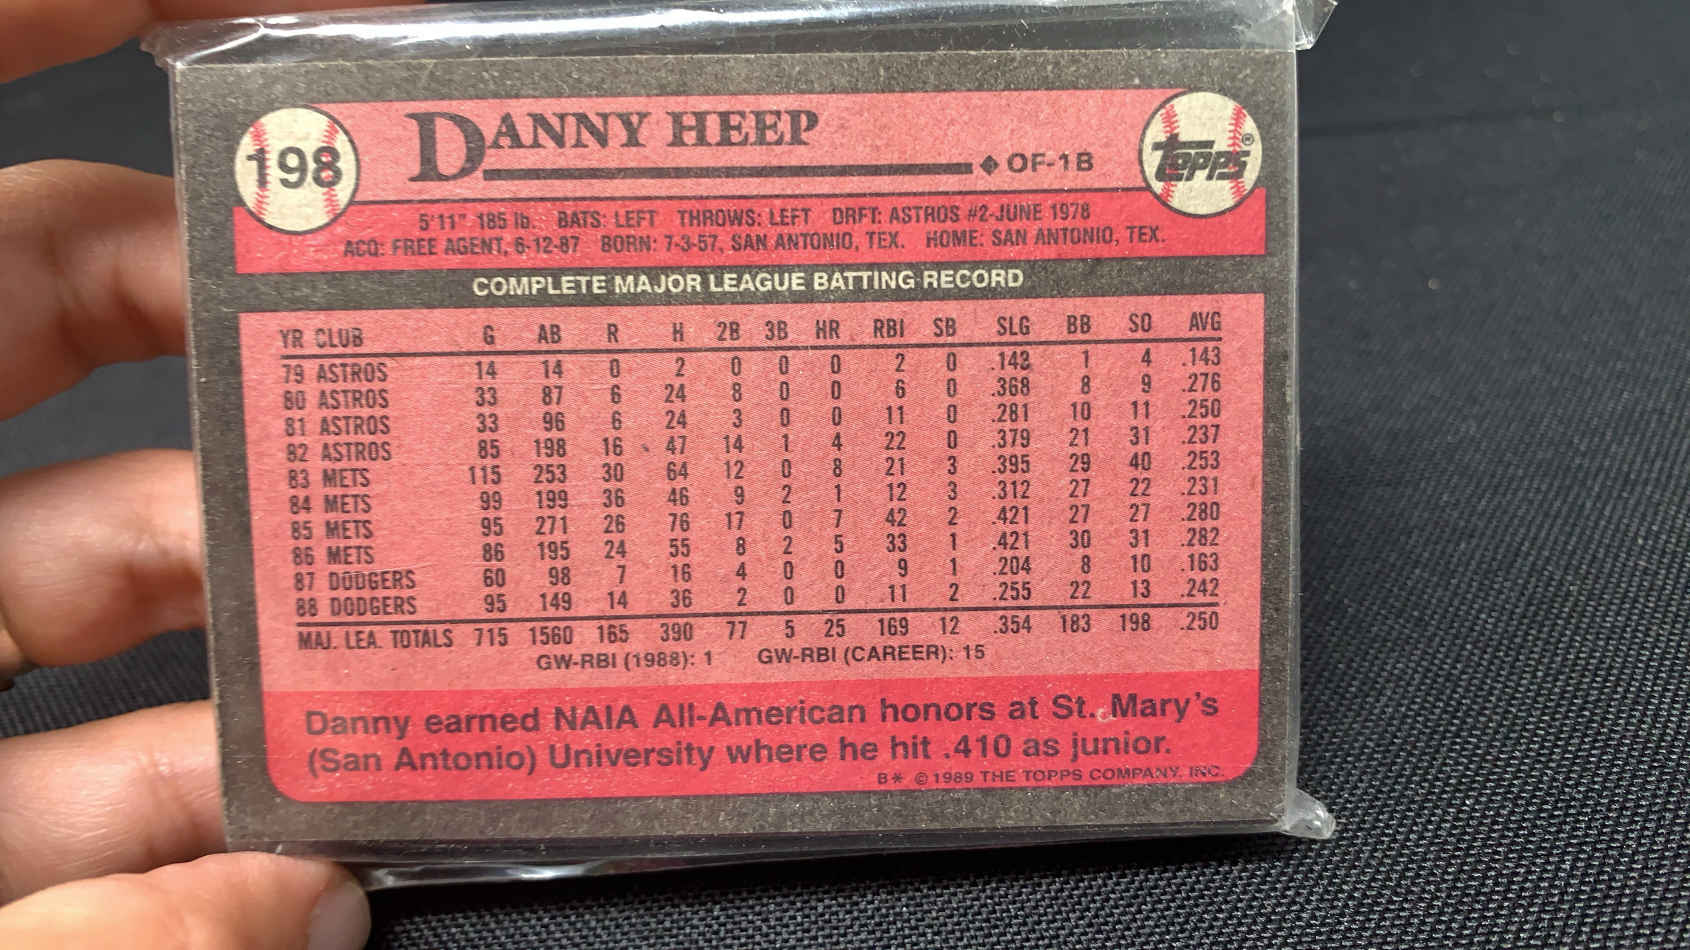 198
DANNY HEEP
OF-1B
TOPPS®
5'11" 185 lb. BATS: LEFT THROWS: LEFT DRFT: ASTROS #2-JUNE 1978
ACQ: FREE AGENT, 6-12-87 BORN: 7-3-57, SAN ANTONIO, TEX. HOME: SAN ANTONIO, TEX.
COMPLETE MAJOR LEAGUE BATTING RECORD
YR CLUB G AB R H 2B 3B HR RBI SB SLG BB SO AVG
79 ASTROS 14 14 0 2 0 0 0 2 0 .143 1 4 .143
80 ASTROS 33 87 6 24 8 0 0 6 0 .368 8 9 .276
81 ASTROS 33 96 6 24 3 0 0 11 0 .281 10 11 .250
82 ASTROS 85 198 16 47 14 1 4 22 0 .379 21 31 .237
83 METS 115 253 30 64 12 0 8 21 3 .395 29 40 .253
84 METS 99 199 36 46 9 2 1 12 3 .312 27 22 .231
85 METS 95 271 26 76 17 0 7 42 2 .421 27 27 .280
86 METS 86 195 24 55 8 2 5 33 1 .421 30 31 .282
87 DODGERS 60 98 7 16 4 0 0 9 1 .204 8 10 .163
88 DODGERS 95 149 14 36 2 0 0 11 2 .255 22 13 .242
MAJ. LEA. TOTALS 715 1560 165 390 77 5 25 169 12 .354 183 198 .250
GW-RBI (1988): 1 GW-RBI (CAREER): 15
Danny earned NAIA All-American honors at St. Mary's
(San Antonio) University where he hit .410 as junior.
B* © 1989 THE TOPPS COMPANY, INC.